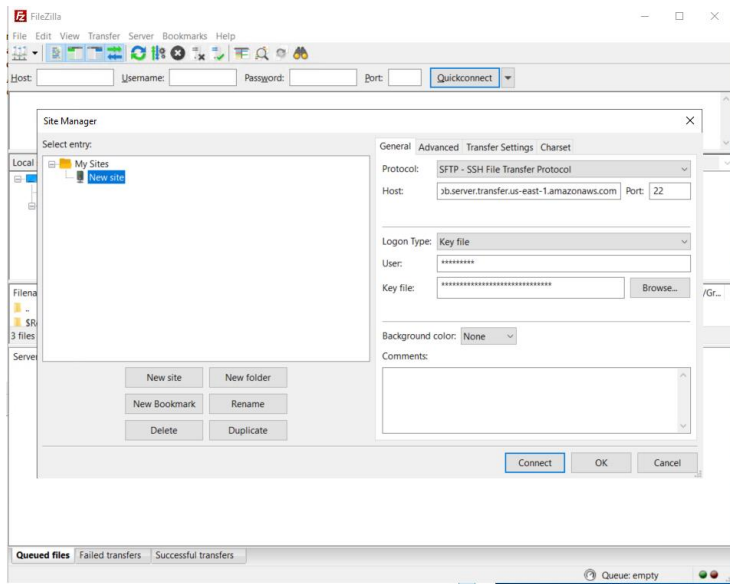 FileZilla
File Edit View Transfer Server Bookmarks Help
Host: Username: Password: Port: Quickconnect
Site Manager
Select entry:
My Sites
New site
General Advanced Transfer Settings Charset
Protocol: SFTP - SSH File Transfer Protocol
Host: ob.server.transfer.us-east-1.amazonaws.com Port: 22
Logon Type: Key file
User: *********
Key file: ******************************* Browse...
Background color: None
Comments:
New site New folder
New Bookmark Rename
Delete Duplicate
Connect OK Cancel
Local
Filena
/Gr...
..
$R
3 files
Server
Queued files Failed transfers Successful transfers
Queue: empty